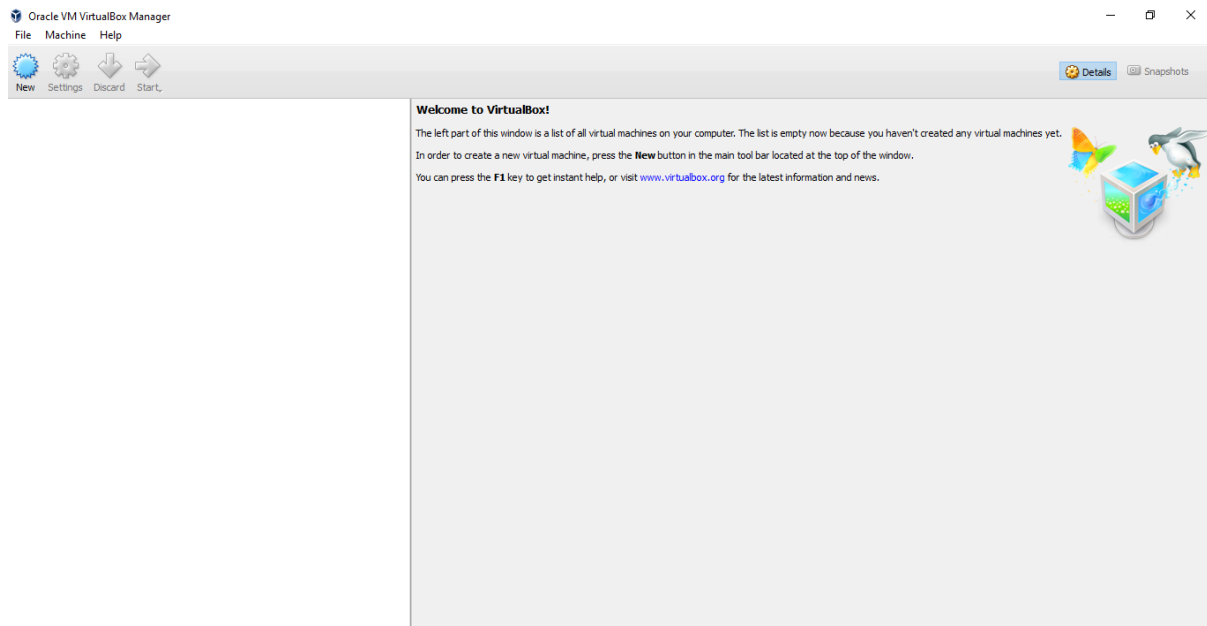 Oracle VM VirtualBox Manager
File Machine Help
New Settings Discard Start
Details Snapshots
Welcome to VirtualBox!
The left part of this window is a list of all virtual machines on your computer. The list is empty now because you haven't created any virtual machines yet.
In order to create a new virtual machine, press the New button in the main tool bar located at the top of the window.
You can press the F1 key to get instant help, or visit www.virtualbox.org for the latest information and news.